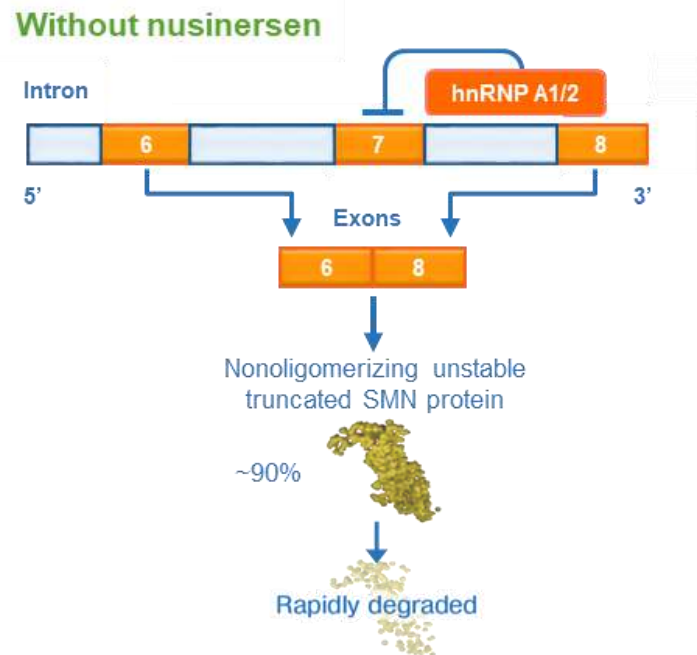 Without nusinersen
Intron
hnRNP A1/2
6
7
8
5’
3’
Exons
6
8
Nonoligomerizing unstable
truncated SMN protein
~90%
Rapidly degraded